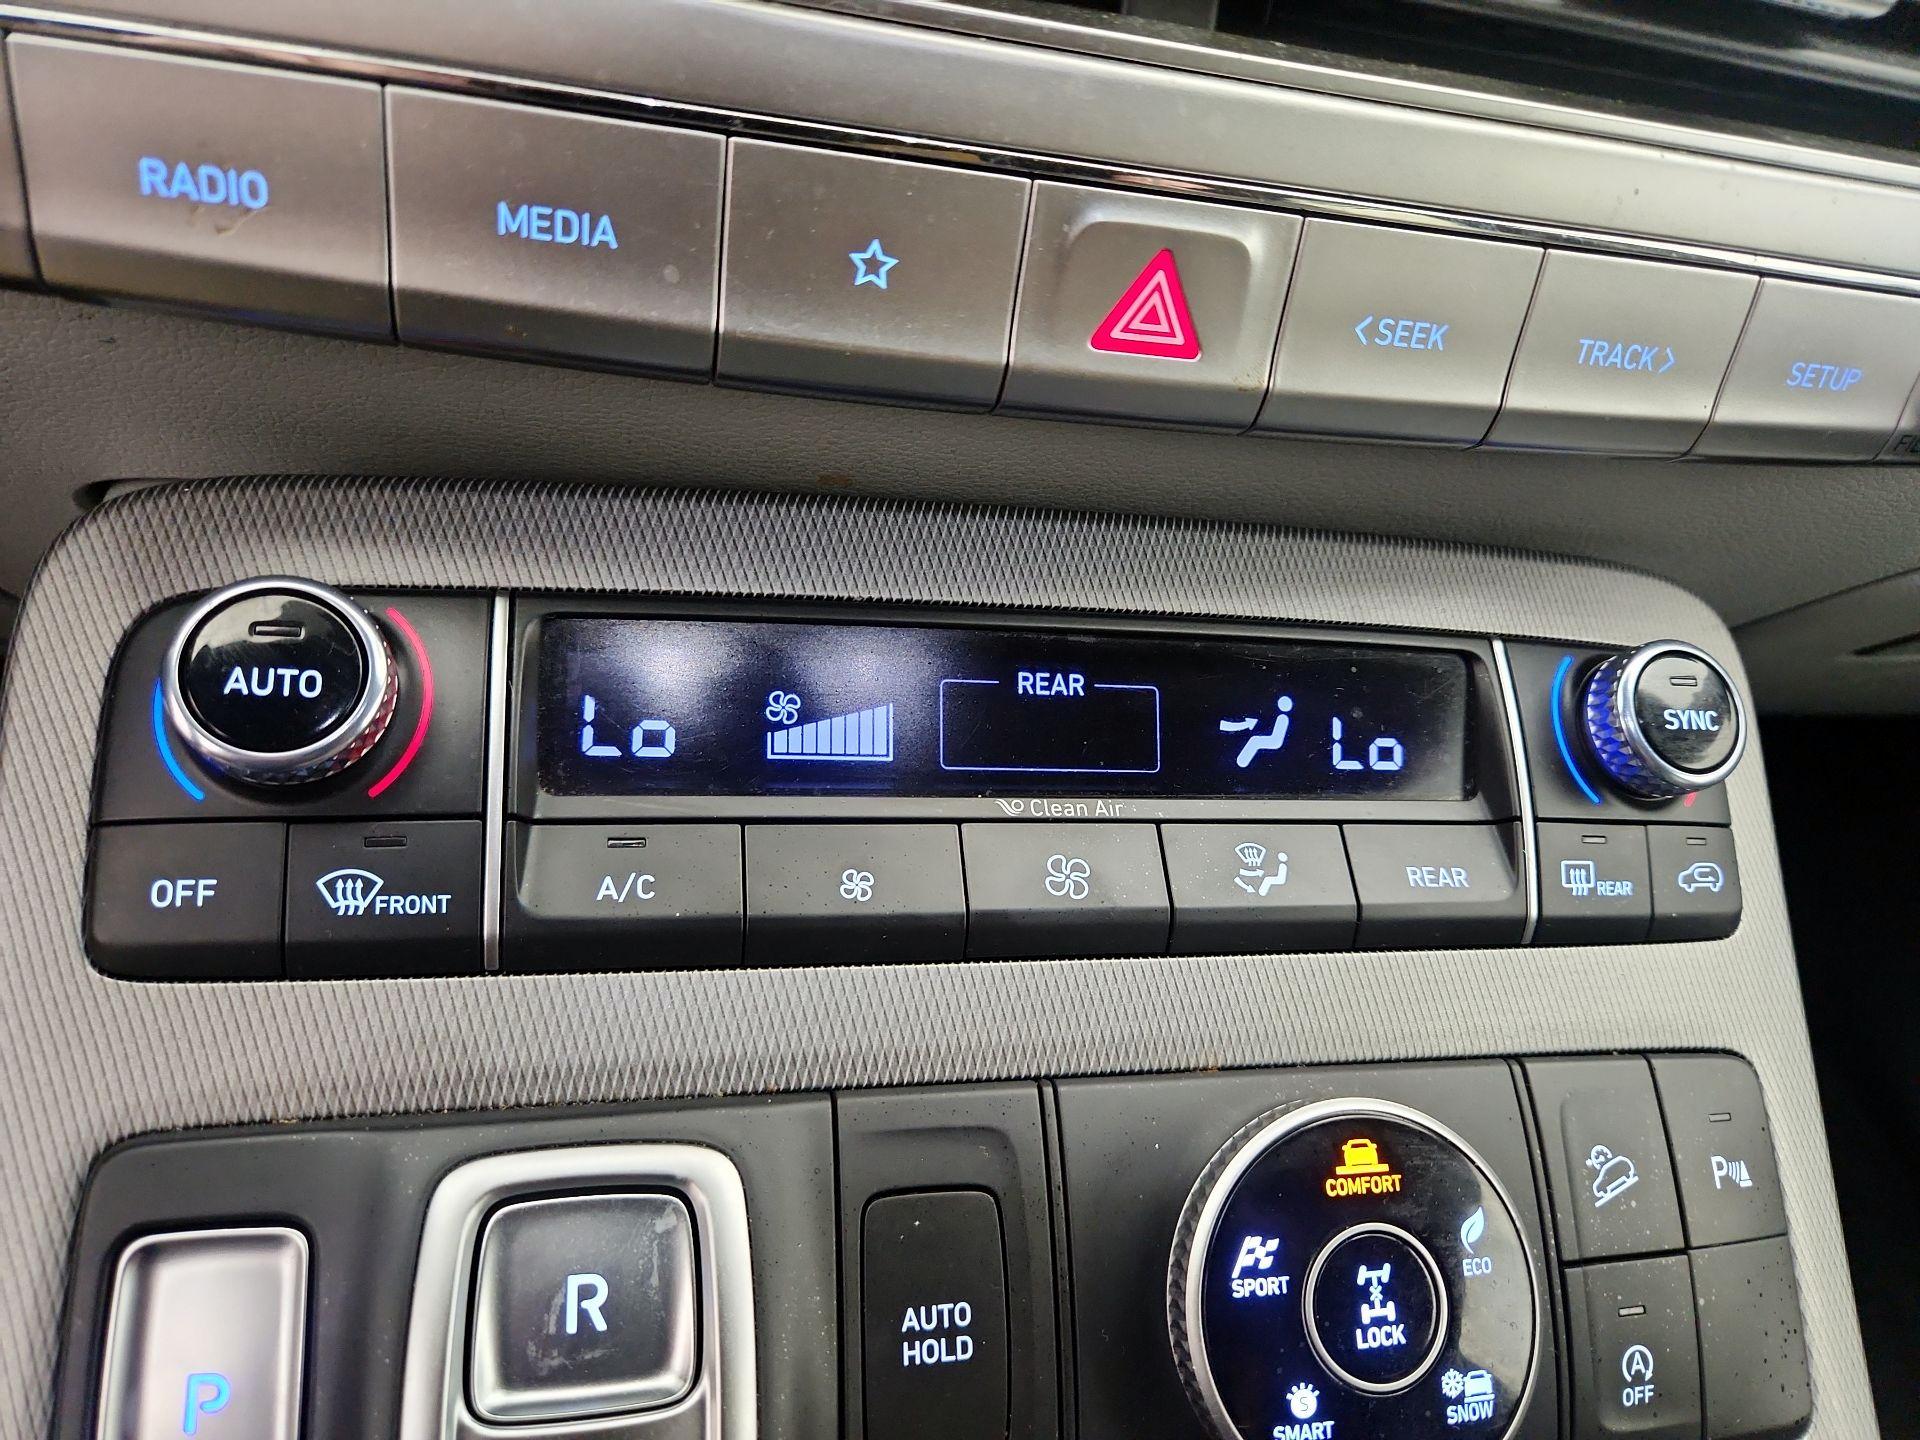 RADIO
MEDIA
<SEEK
TRACK>
SETUP
AUTO
Lo
REAR
Lo
SYNC
Clean Air
OFF
FRONT
A/C
REAR
REAR
P
R
AUTO
HOLD
COMFORT
SPORT
ECO
LOCK
SMART
SNOW
P
A
OFF